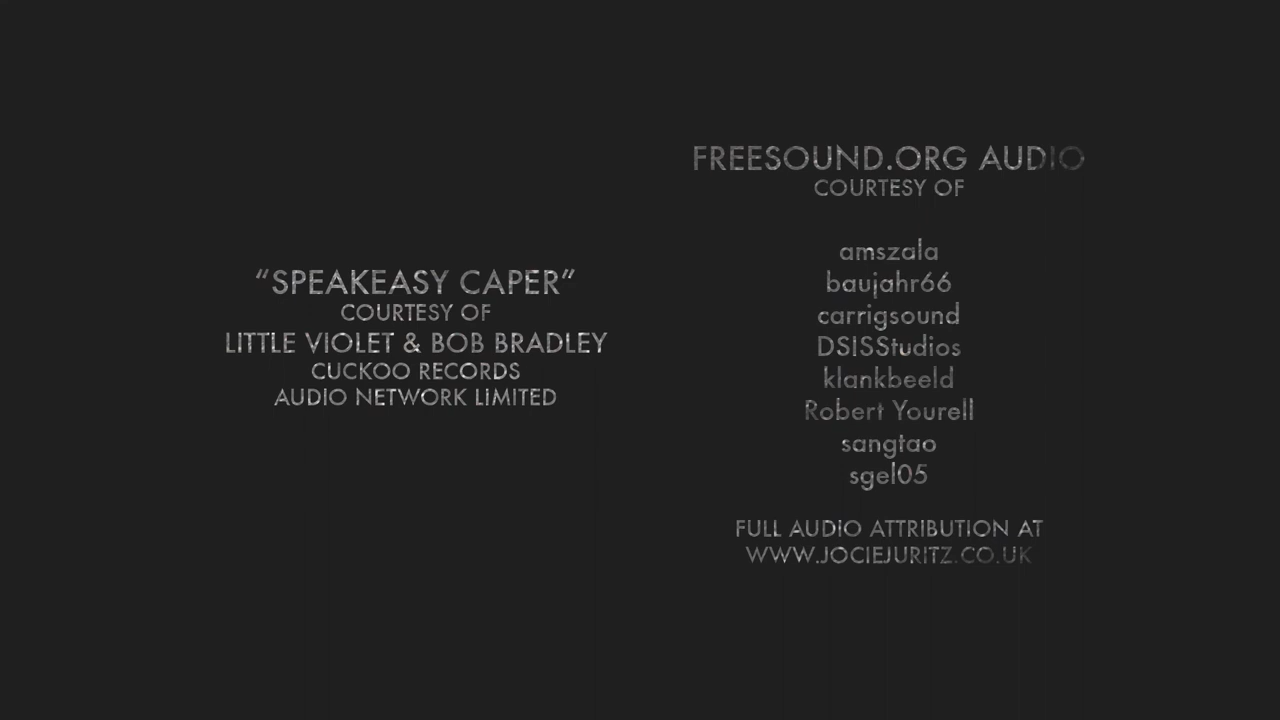 “SPEAKEASY CAPER”
COURTESY OF
LITTLE VIOLET & BOB BRADLEY
CUCKOO RECORDS
AUDIO NETWORK LIMITED
FREESOUND.ORG AUDIO
COURTESY OF
amszala
baujahr66
carrigsound
DSISStudios
klankbeeld
Robert Yourell
sangtao
sgel05
FULL AUDIO ATTRIBUTION AT
WWW.JOCIEJURITZ.CO.UK